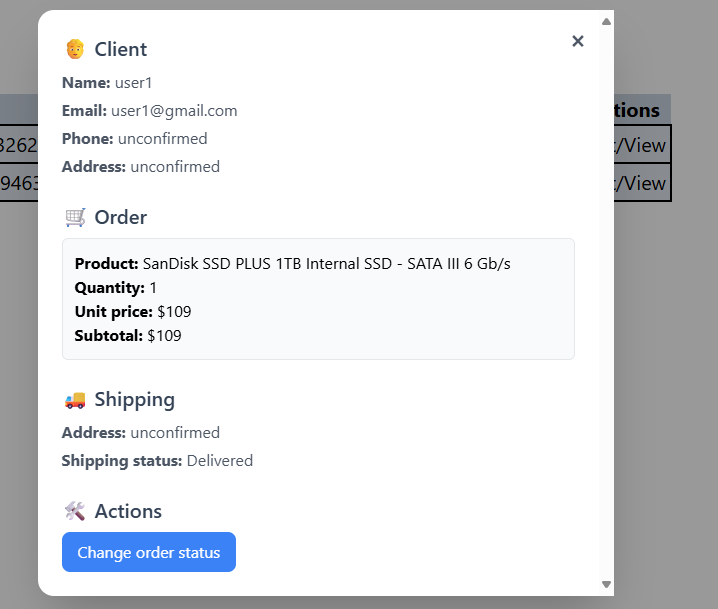 Client
Name: user1
Email: user1@gmail.com
Phone: unconfirmed
Address: unconfirmed
Order
Product: SanDisk SSD PLUS 1TB Internal SSD - SATA III 6 Gb/s
Quantity: 1
Unit price: $109
Subtotal: $109
Shipping
Address: unconfirmed
Shipping status: Delivered
Actions
Change order status
tions
3262
/View
9463
/View